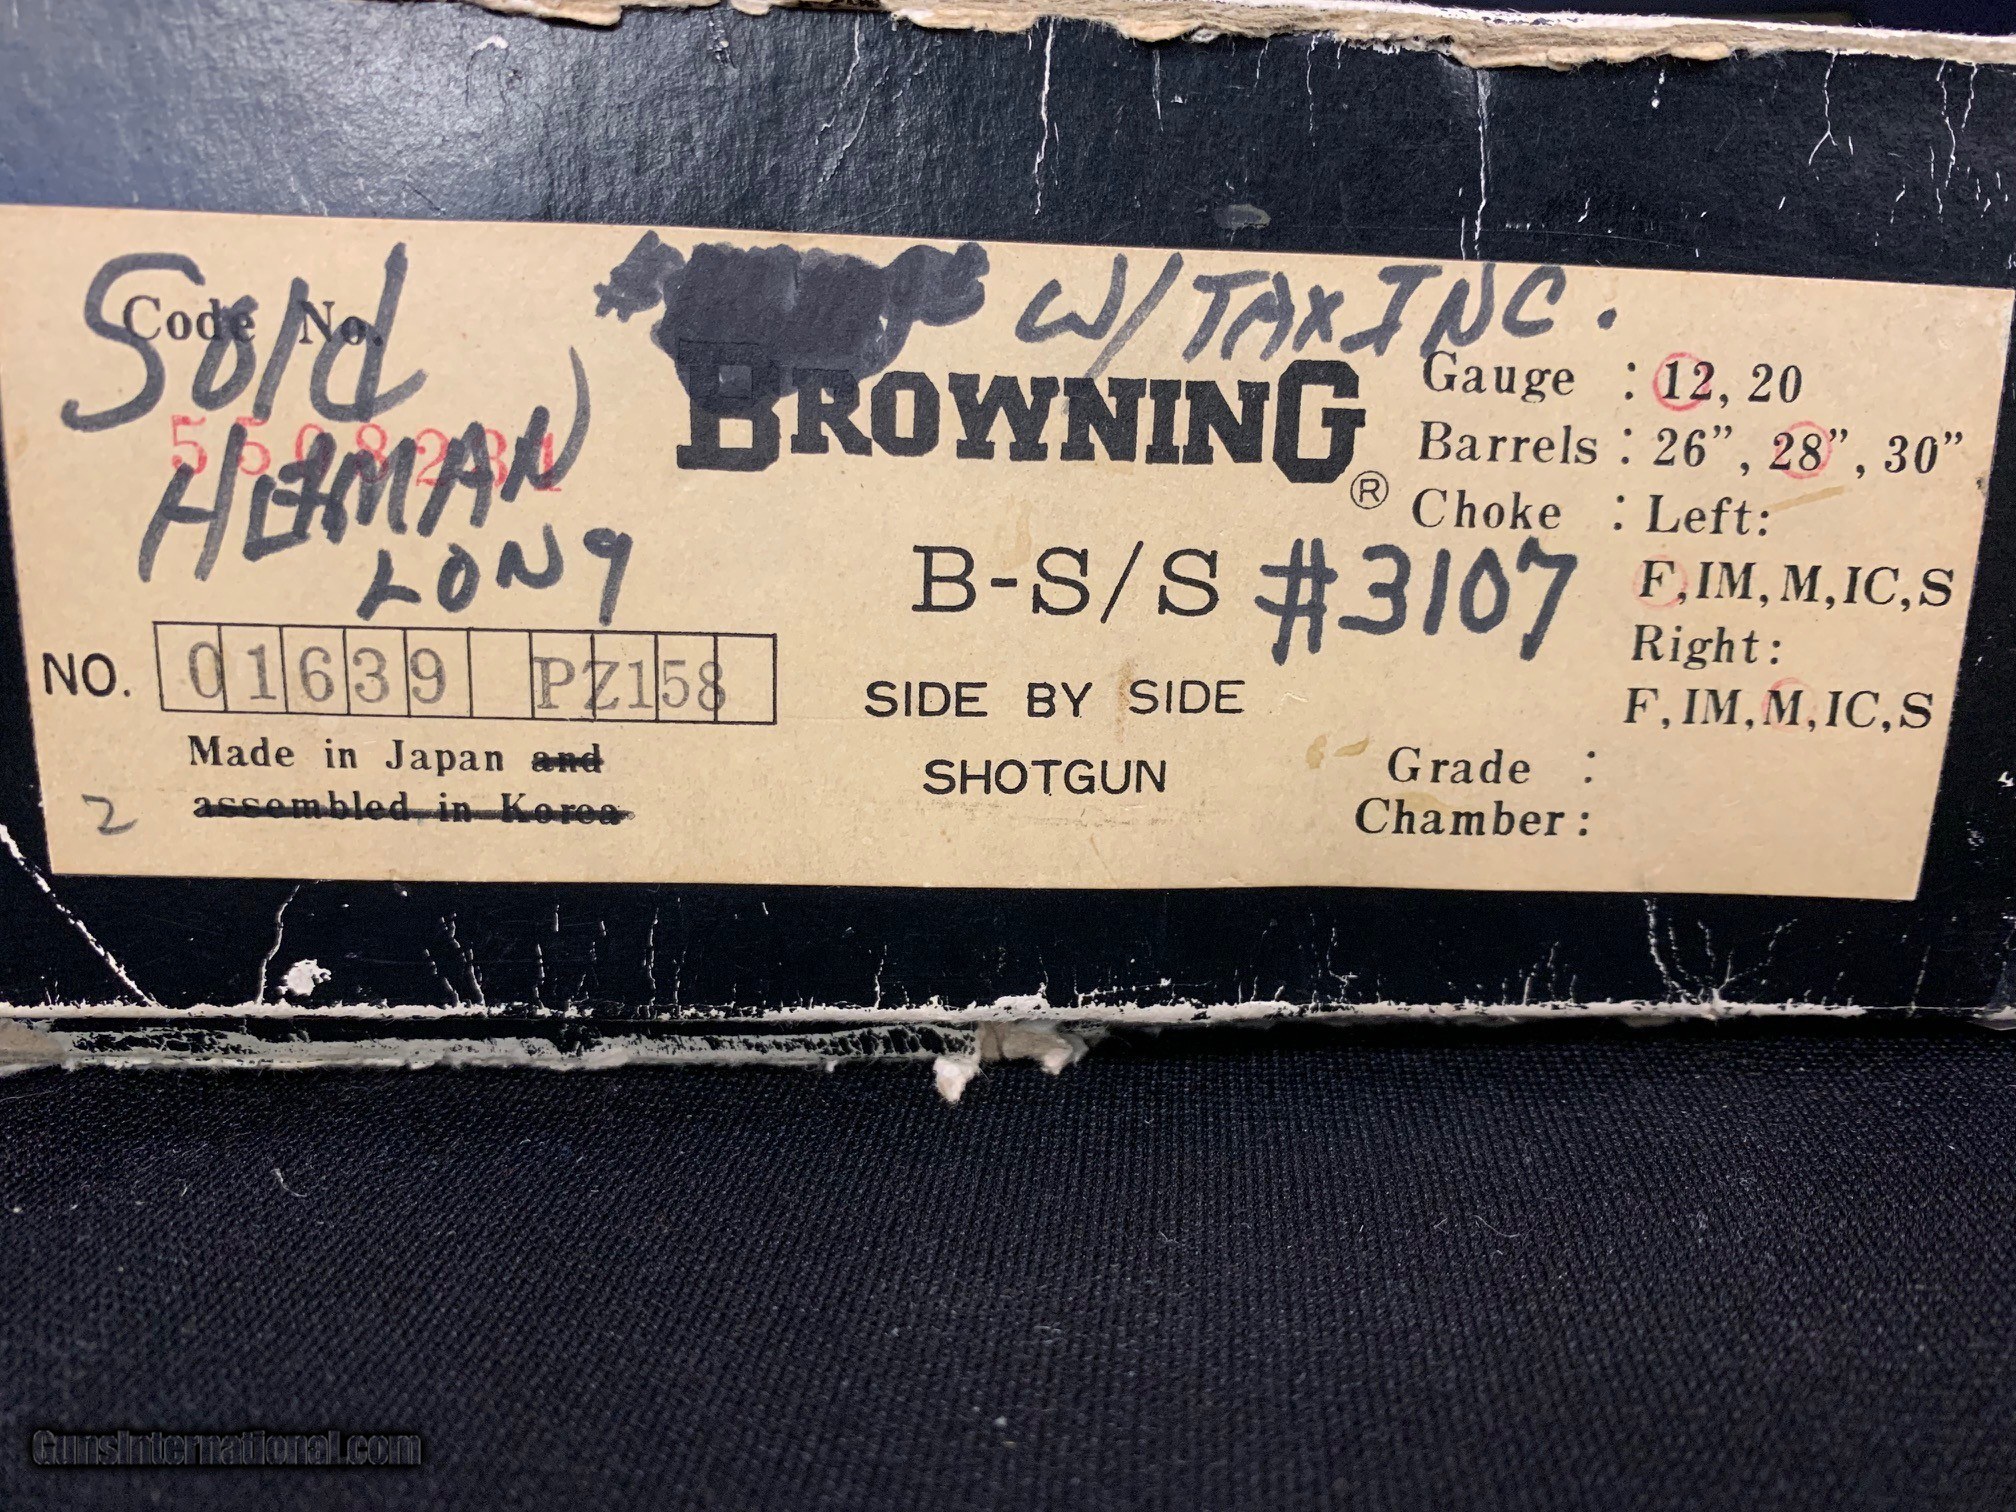 Sold
Code No.
HERMAN
LONG
W/ TAX INC.
BROWNING®
B-S/S #3107
SIDE BY SIDE
SHOTGUN
NO. 01639 PZ158
Made in Japan and
assembled in Korea
2
Gauge : 12, 20
Barrels : 26”, 28”, 30”
Choke : Left:
F, IM, M, IC, S
Right:
F, IM, M, IC, S
Grade :
Chamber :
GunsInternational.com